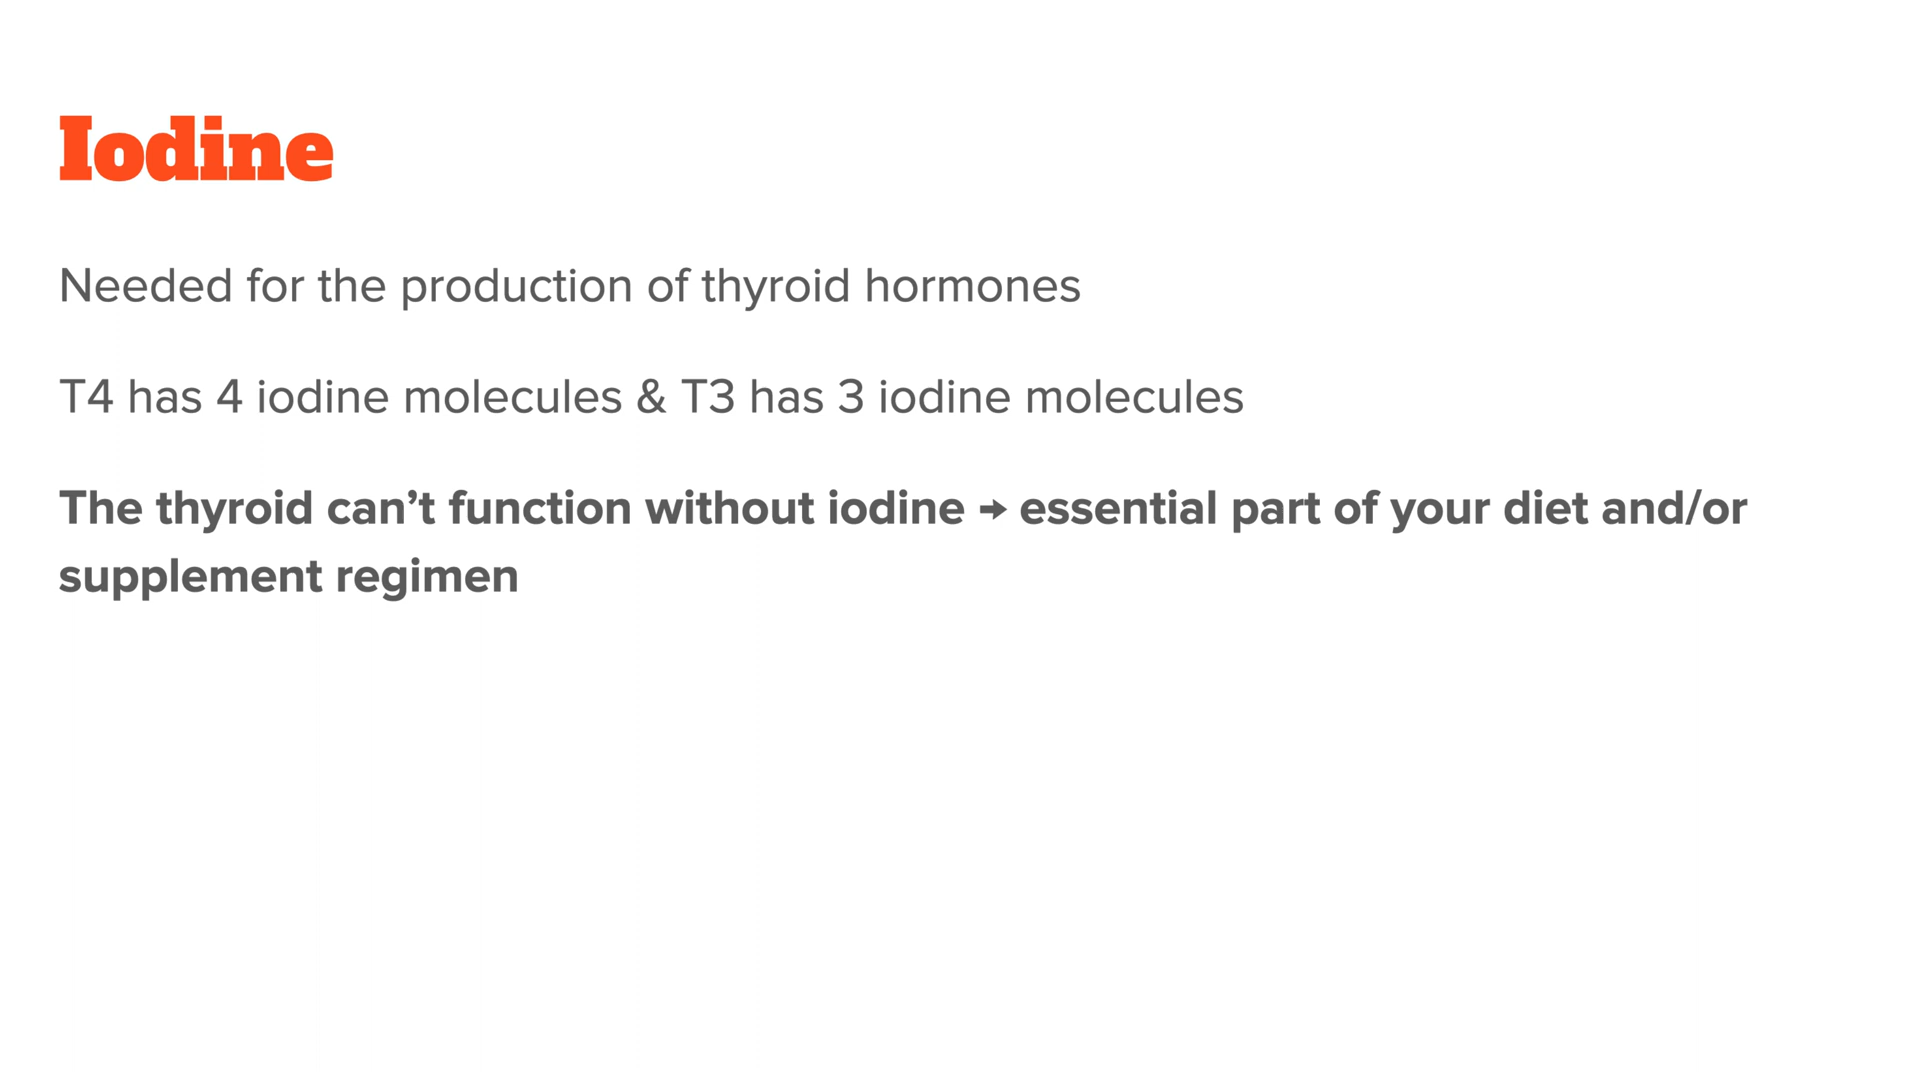 Iodine
Needed for the production of thyroid hormones
T4 has 4 iodine molecules & T3 has 3 iodine molecules
The thyroid can’t function without iodine → essential part of your diet and/or
supplement regimen